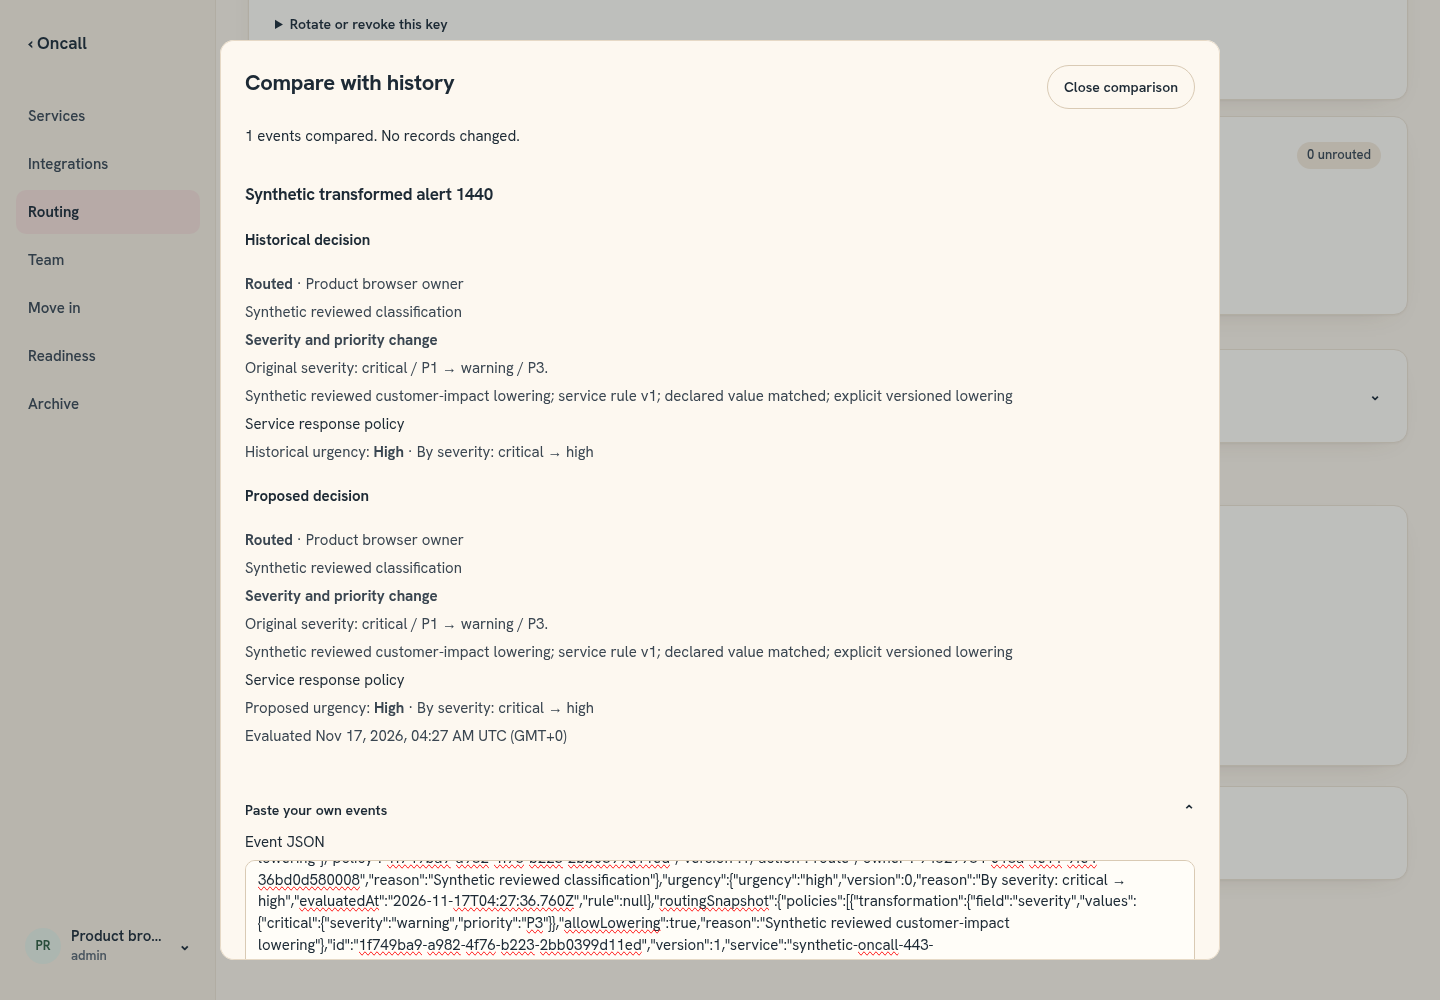 ‹ Oncall
Services
Integrations
Routing
Team
Move in
Readiness
Archive
PR
Product bro...
admin
▶ Rotate or revoke this key
0 unrouted
Compare with history
Close comparison
1 events compared. No records changed.
Synthetic transformed alert 1440
Historical decision
Routed · Product browser owner
Synthetic reviewed classification
Severity and priority change
Original severity: critical / P1 → warning / P3.
Synthetic reviewed customer-impact lowering; service rule v1; declared value matched; explicit versioned lowering
Service response policy
Historical urgency: High · By severity: critical → high
Proposed decision
Routed · Product browser owner
Synthetic reviewed classification
Severity and priority change
Original severity: critical / P1 → warning / P3.
Synthetic reviewed customer-impact lowering; service rule v1; declared value matched; explicit versioned lowering
Service response policy
Proposed urgency: High · By severity: critical → high
Evaluated Nov 17, 2026, 04:27 AM UTC (GMT+0)
Paste your own events
Event JSON
36bd0d580008","reason":"Synthetic reviewed classification"},"urgency":{"urgency":"high","version":0,"reason":"By severity: critical →
high","evaluatedAt":"2026-11-17T04:27:36.760Z","rule":null},"routingSnapshot":{"policies":[{"transformation":{"field":"severity","values":
{"critical":{"severity":"warning","priority":"P3"}},"allowLowering":true,"reason":"Synthetic reviewed customer-impact
lowering"},"id":"1f749ba9-a982-4f76-b223-2bb0399d11ed","version":1,"service":"synthetic-oncall-443-